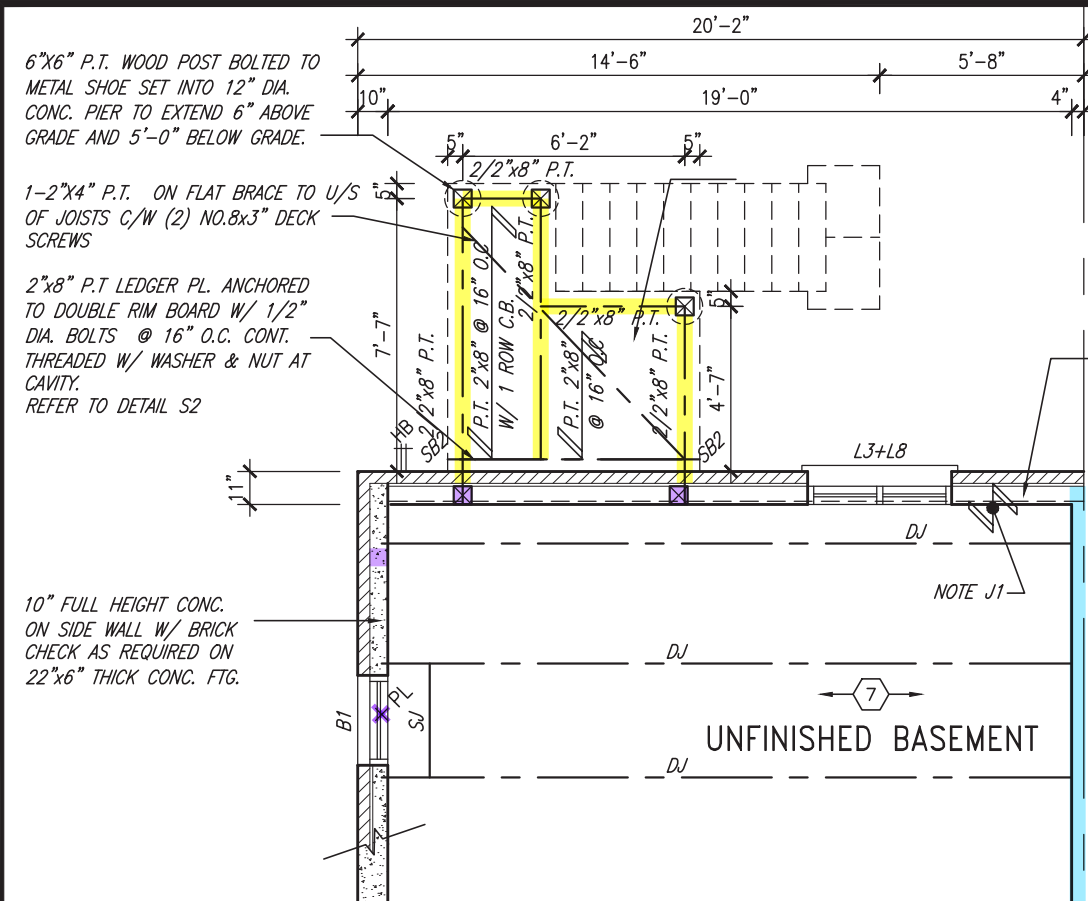 20'-2"
14'-6"
5'-8"
10"
19'-0"
4"
6"X6" P.T. WOOD POST BOLTED TO
METAL SHOE SET INTO 12" DIA.
CONC. PIER TO EXTEND 6" ABOVE
GRADE AND 5'-0" BELOW GRADE.
5"
6'-2"
5"
2/2"x8" P.T.
1-2"X4" P.T. ON FLAT BRACE TO U/S
OF JOISTS C/W (2) NO.8x3" DECK
SCREWS
5"
7'-7"
2"x8" P.T LEDGER PL. ANCHORED
TO DOUBLE RIM BOARD W/ 1/2"
DIA. BOLTS @ 16" O.C. CONT.
THREADED W/ WASHER & NUT AT
CAVITY.
REFER TO DETAIL S2
2/2"x8" P.T.
P.T. 2"x8" @ 16" O.C
W/ 1 ROW C.B.
2/2"x8" P.T.
2/2"x8" P.T.
P.T. 2"x8"
@ 16" O.C
2/2"x8" P.T.
5"
4'-7"
HB
SB2
SB2
L3+L8
11"
DJ
NOTE J1
10" FULL HEIGHT CONC.
ON SIDE WALL W/ BRICK
CHECK AS REQUIRED ON
22"x6" THICK CONC. FTG.
DJ
7
B1
PL
SJ
UNFINISHED BASEMENT
DJ